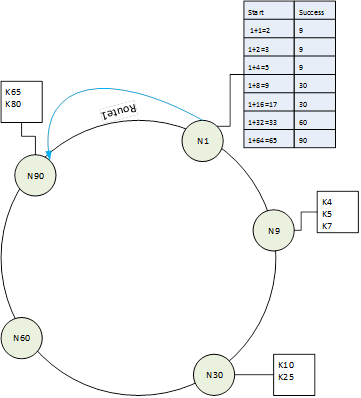 Start Success
1+1=2 9
1+2=3 9
1+4=5 9
1+8=9 30
1+16=17 30
1+32=33 60
1+64=65 90
K65
K80
Route1
N1
N90
K4
K5
K7
N9
N60
N30
K10
K25